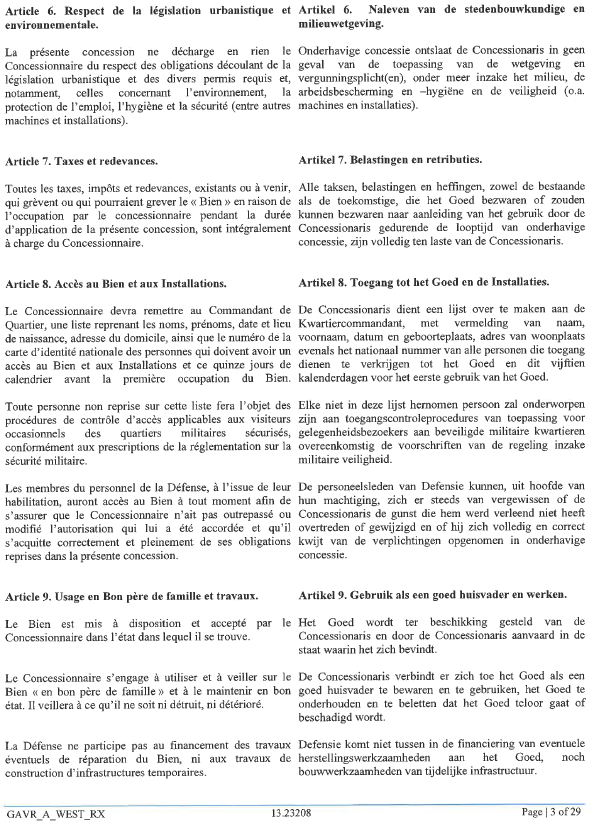 Article 6. Respect de la législation urbanistique et
environnementale.
La présente concession ne décharge en rien le
Concessionnaire du respect des obligations découlant de la
législation urbanistique et des divers permis requis et,
notamment, celles concernant l'environnement, la
protection de l'emploi, l'hygiène et la sécurité (entre autres
machines et installations).
Article 7. Taxes et redevances.
Toutes les taxes, impôts et redevances, existants ou à venir,
qui grèvent ou qui pourraient grever le « Bien » en raison de
l'occupation par le concessionnaire pendant la durée
d'application de la présente concession, sont intégralement
à charge du Concessionnaire.
Article 8. Accès au Bien et aux Installations.
Le Concessionnaire devra remettre au Commandant de
Quartier, une liste reprenant les noms, prénoms, date et lieu
de naissance, adresse du domicile, ainsi que le numéro de la
carte d'identité nationale des personnes qui doivent avoir un
accès au Bien et aux Installations et ce quinze jours de
calendrier avant la première occupation du Bien.
Toute personne non reprise sur cette liste fera l'objet des
procédures de contrôle d'accès applicables aux visiteurs
occasionnels des quartiers militaires sécurisés,
conformément aux prescriptions de la réglementation sur la
sécurité militaire.
Les membres du personnel de la Défense, à l'issue de leur
habilitation, auront accès au Bien à tout moment afin de
s'assurer que le Concessionnaire n'ait pas outrepassé ou
modifié l'autorisation qui lui a été accordée et qu'il
s'acquitte correctement et pleinement de ses obligations
reprises dans la présente concession.
Article 9. Usage en Bon père de famille et travaux.
Le Bien est mis à disposition et accepté par le
Concessionnaire dans l'état dans lequel il se trouve.
Le Concessionnaire s'engage à utiliser et à veiller sur le
Bien « en bon père de famille » et à le maintenir en bon
état. Il veillera à ce qu'il ne soit ni détruit, ni détérioré.
La Défense ne participe pas au financement des travaux
éventuels de réparation du Bien, ni aux travaux de
construction d'infrastructures temporaires.
Artikel 6. Naleven van de stedenbouwkundige en
milieuwetgeving.
Onderhavige concessie ontslaat de Concessionaris in geen
geval van de toepassing van de wetgeving en
vergunningsplicht(en), onder meer inzake het milieu, de
arbeidsbescherming en –hygiëne en de veiligheid (o.a.
machines en installaties).
Artikel 7. Belastingen en retributies.
Alle taksen, belastingen en heffingen, zowel de bestaande
als de toekomstige, die het Goed bezwaren of zouden
kunnen bezwaren naar aanleiding van het gebruik door de
Concessionaris gedurende de looptijd van onderhavige
concessie, zijn volledig ten laste van de Concessionaris.
Artikel 8. Toegang tot het Goed en de Installaties.
De Concessionaris dient een lijst over te maken aan de
Kwartiercommandant, met vermelding van naam,
voornaam, datum en geboorteplaats, adres van woonplaats
evenals het nationaal nummer van alle personen die toegang
dienen te verkrijgen tot het Goed en dit vijftien
kalenderdagen voor het eerste gebruik van het Goed.
Elke niet in deze lijst hernomen persoon zal onderworpen
zijn aan toegangscontroleprocedures van toepassing voor
gelegenheidsbezoekers aan beveiligde militaire kwartieren
overeenkomstig de voorschriften van de regeling inzake
militaire veiligheid.
De personeelsleden van Defensie kunnen, uit hoofde van
hun machtiging, zich er steeds van vergewissen of de
Concessionaris de gunst die hem werd verleend niet heeft
overtreden of gewijzigd en of hij zich volledig en correct
kwijt van de verplichtingen opgenomen in onderhavige
concessie.
Artikel 9. Gebruik als een goed huisvader en werken.
Het Goed wordt ter beschikking gesteld van de
Concessionaris en door de Concessionaris aanvaard in de
staat waarin het zich bevindt.
De Concessionaris verbindt er zich toe het Goed als een
goed huisvader te bewaren en te gebruiken, het Goed te
onderhouden en te beletten dat het Goed teloor gaat of
beschadigd wordt.
Defensie komt niet tussen in de financiering van eventuele
herstellingswerkzaamheden aan het Goed, noch
bouwwerkzaamheden van tijdelijke infrastructuur.
GAVR_A_WEST_RX 13.23208 Page | 3 of 29